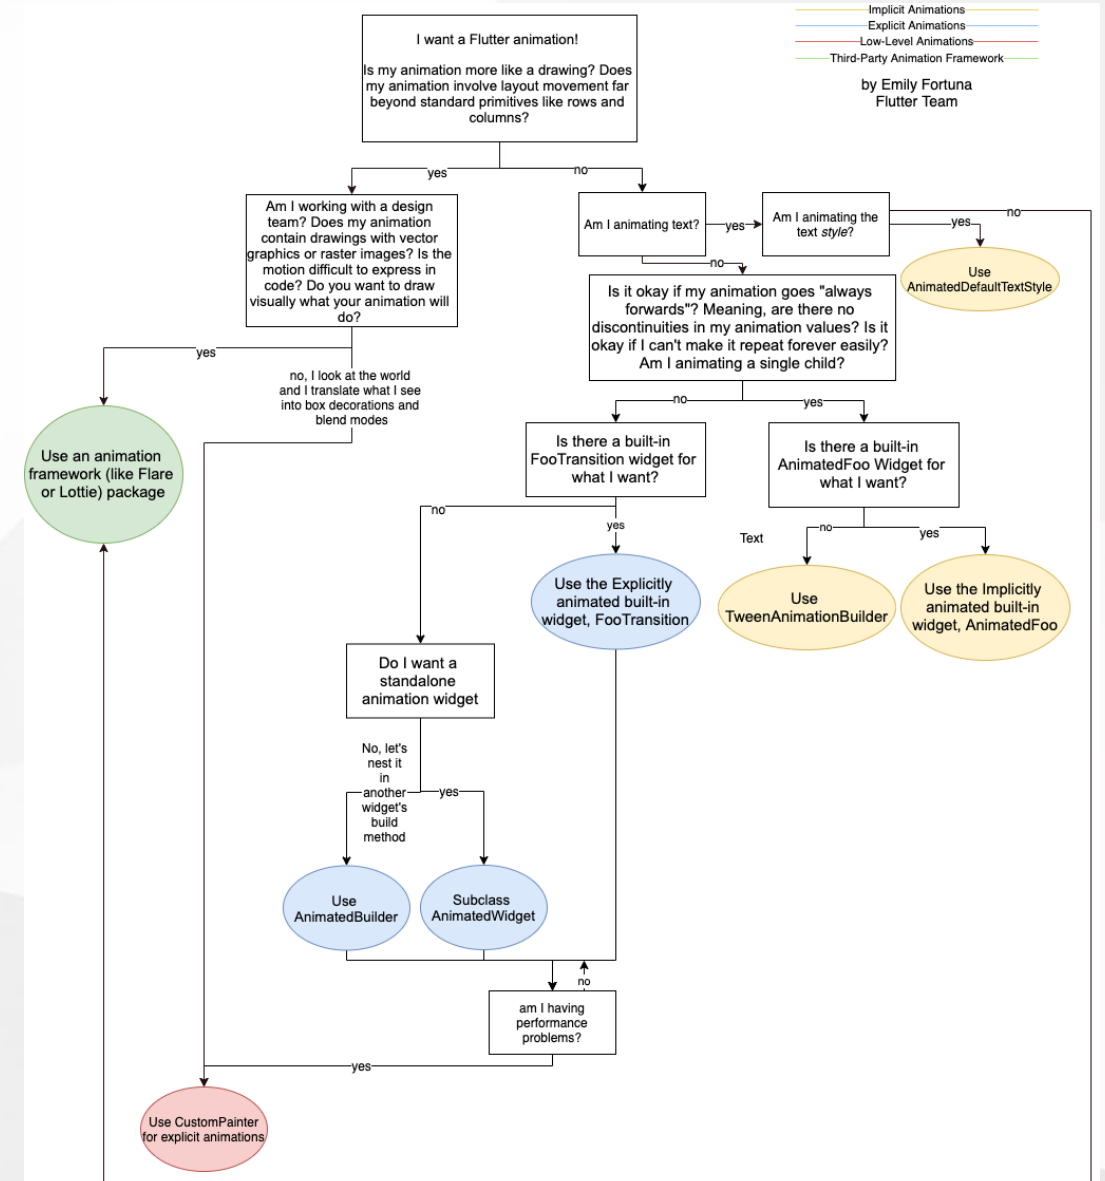 Implicit Animations
Explicit Animations
Low-Level Animations
Third-Party Animation Framework
by Emily Fortuna
Flutter Team
I want a Flutter animation!
Is my animation more like a drawing? Does
my animation involve layout movement far
beyond standard primitives like rows and
columns?
yes
no
Am I working with a design
team? Does my animation
contain drawings with vector
graphics or raster images? Is the
motion difficult to express in
code? Do you want to draw
visually what your animation will
do?
Am I animating text?
yes
Am I animating the
text style?
no
yes
Use
AnimatedDefaultTextStyle
no
Is it okay if my animation goes "always
forwards"? Meaning, are there no
discontinuities in my animation values? Is it
okay if I can't make it repeat forever easily?
Am I animating a single child?
yes
no, I look at the world
and I translate what I see
into box decorations and
blend modes
no
yes
Use an animation
framework (like Flare
or Lottie) package
Is there a built-in
FooTransition widget for
what I want?
Is there a built-in
AnimatedFoo Widget for
what I want?
no
yes
Text
no
yes
Use the Explicitly
animated built-in
widget, FooTransition
Use
TweenAnimationBuilder
Use the Implicitly
animated built-in
widget, AnimatedFoo
Do I want a
standalone
animation widget
No, let's
nest it
in
another
widget's
build
method
yes
Use
AnimatedBuilder
Subclass
AnimatedWidget
no
am I having
performance
problems?
yes
Use CustomPainter
for explicit animations